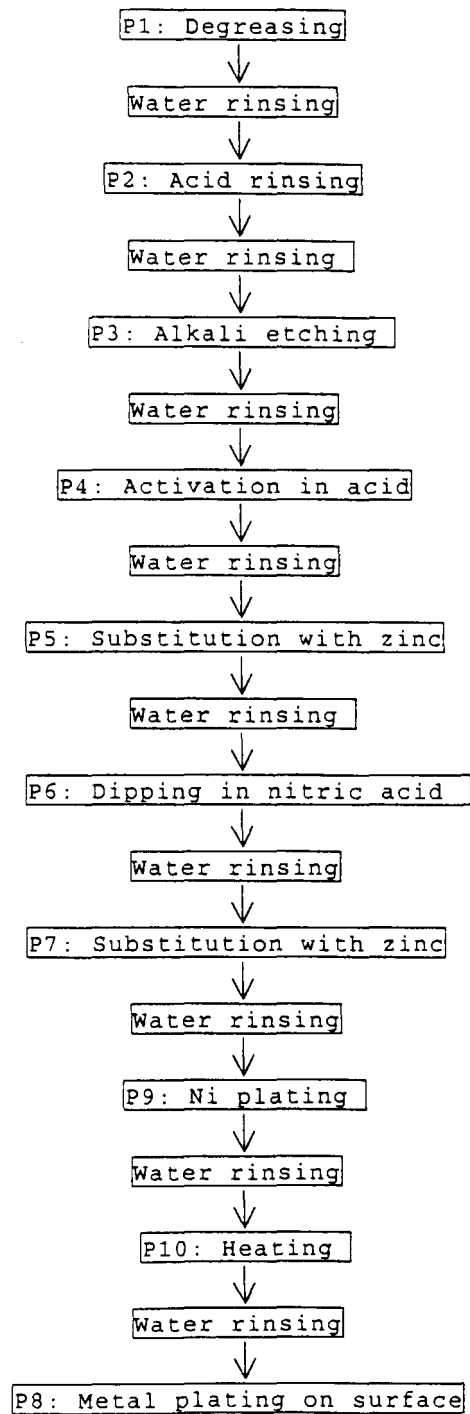 P1: Degreasing
Water rinsing
P2: Acid rinsing
Water rinsing
P3: Alkali etching
Water rinsing
P4: Activation in acid
Water rinsing
P5: Substitution with zinc
Water rinsing
P6: Dipping in nitric acid
Water rinsing
P7: Substitution with zinc
Water rinsing
P9: Ni plating
Water rinsing
P10: Heating
Water rinsing
P8: Metal plating on surface